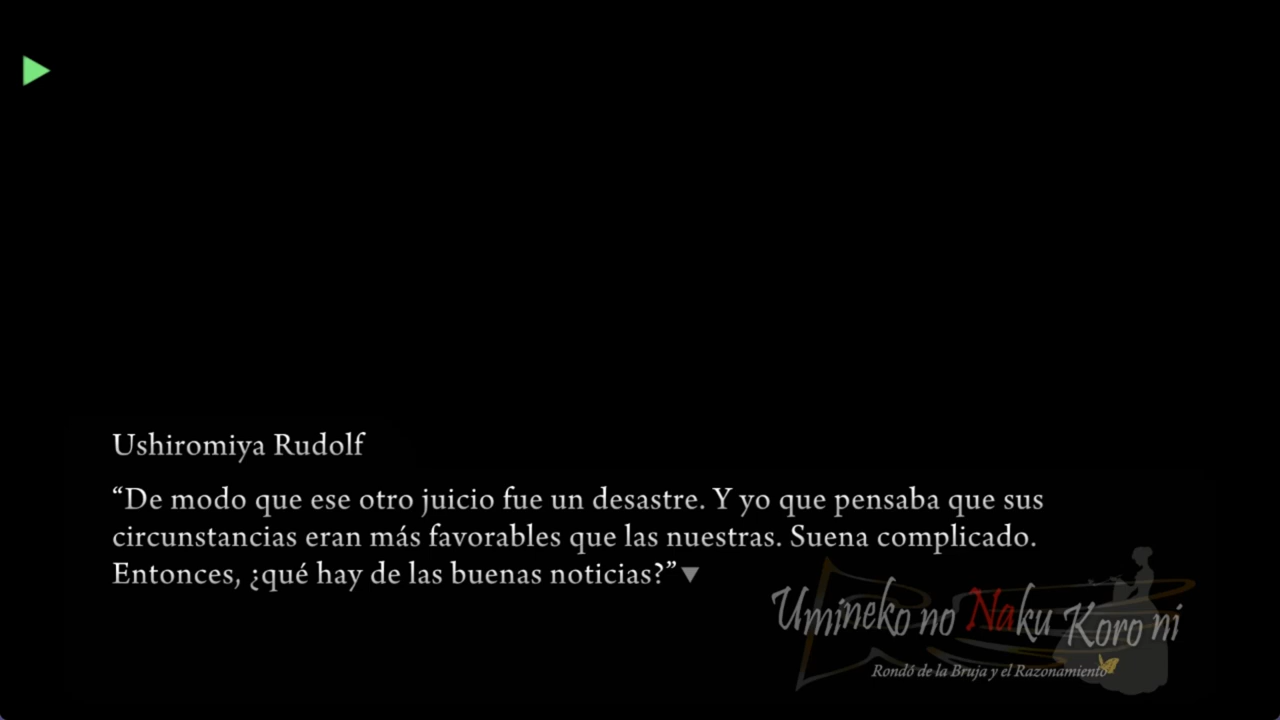 Ushiromiya Rudolf
“De modo que ese otro juicio fue un desastre. Y yo que pensaba que sus
circunstancias eran más favorables que las nuestras. Suena complicado.
Entonces, ¿qué hay de las buenas noticias?”
Umineko no Naku Koro ni
Rondó de la Bruja y el Razonamiento